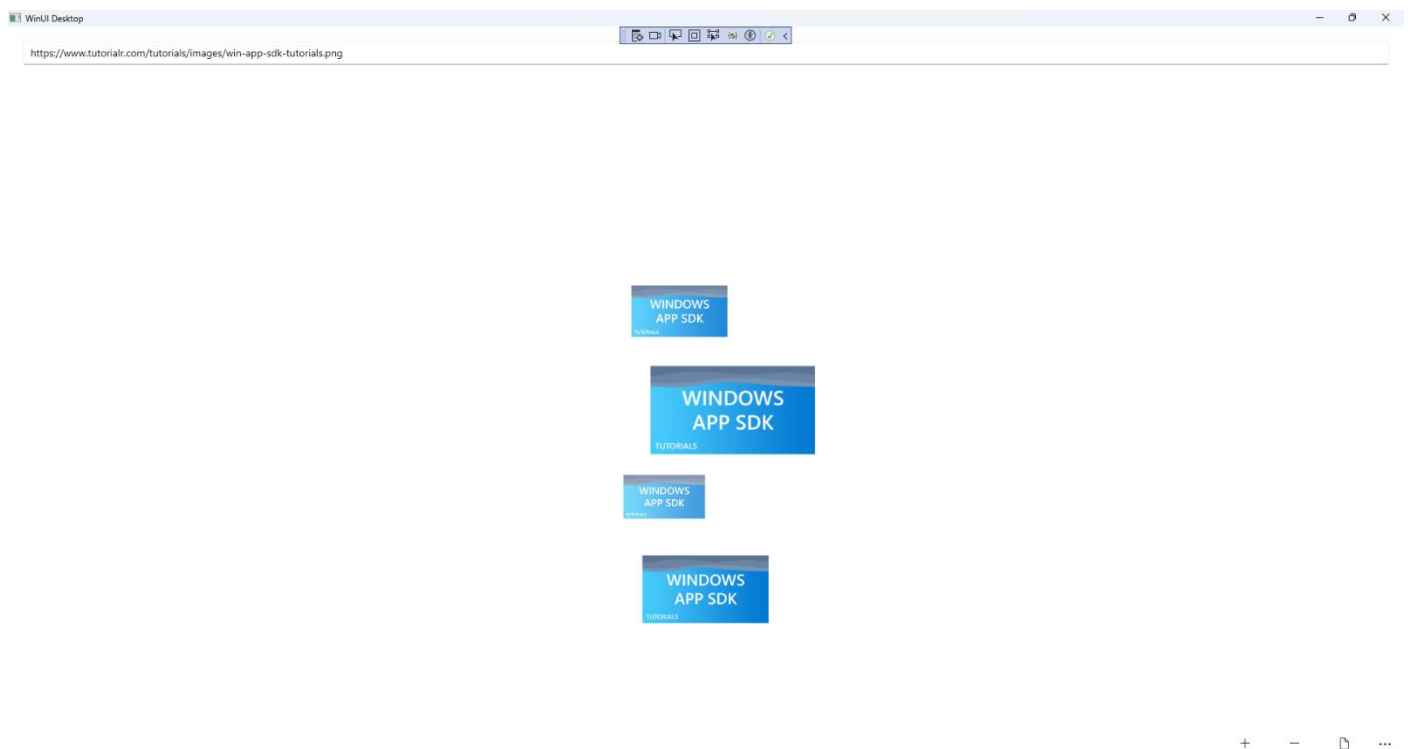 WinUI Desktop
https://www.tutorialr.com/tutorials/images/win-app-sdk-tutorials.png
WINDOWS
APP SDK
TUTORIALS
WINDOWS
APP SDK
TUTORIALS
WINDOWS
APP SDK
TUTORIALS
WINDOWS
APP SDK
TUTORIALS